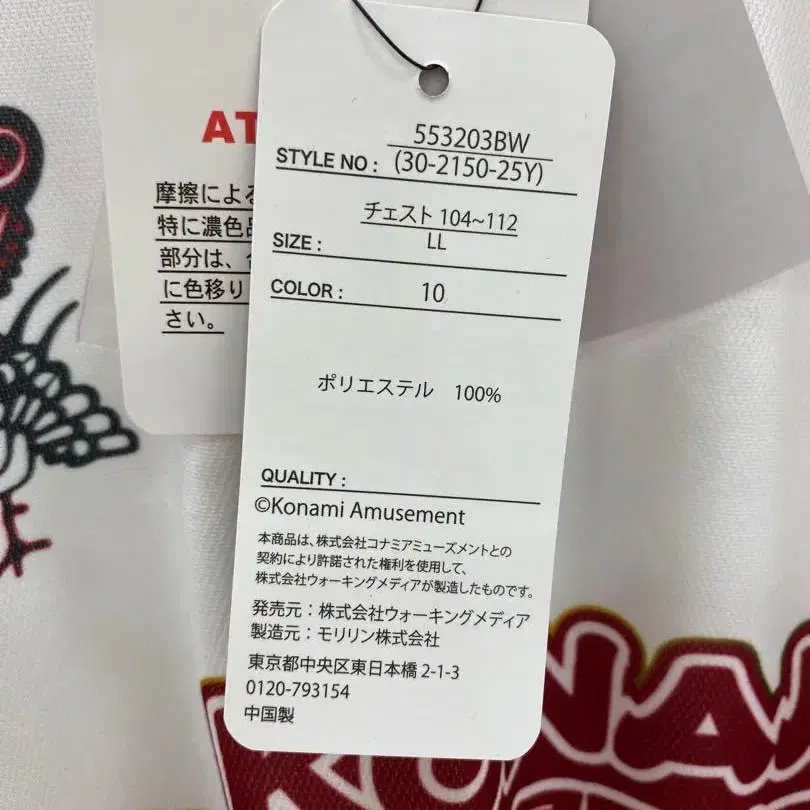 AT
摩擦による
特に濃色品
部分は、
に色移り
さい。
553203BW
STYLE NO : (30-2150-25Y)
チェスト 104~112
SIZE : LL
COLOR : 10
ポリエステル 100%
QUALITY :
©Konami Amusement
本商品は、株式会社コナミアミューズメントとの
契約により許諾された権利を使用して、
株式会社ウォーキングメディアが製造したものです。
発売元：株式会社ウォーキングメディア
製造元：モリリン株式会社
東京都中央区東日本橋 2-1-3
0120-793154
中国製